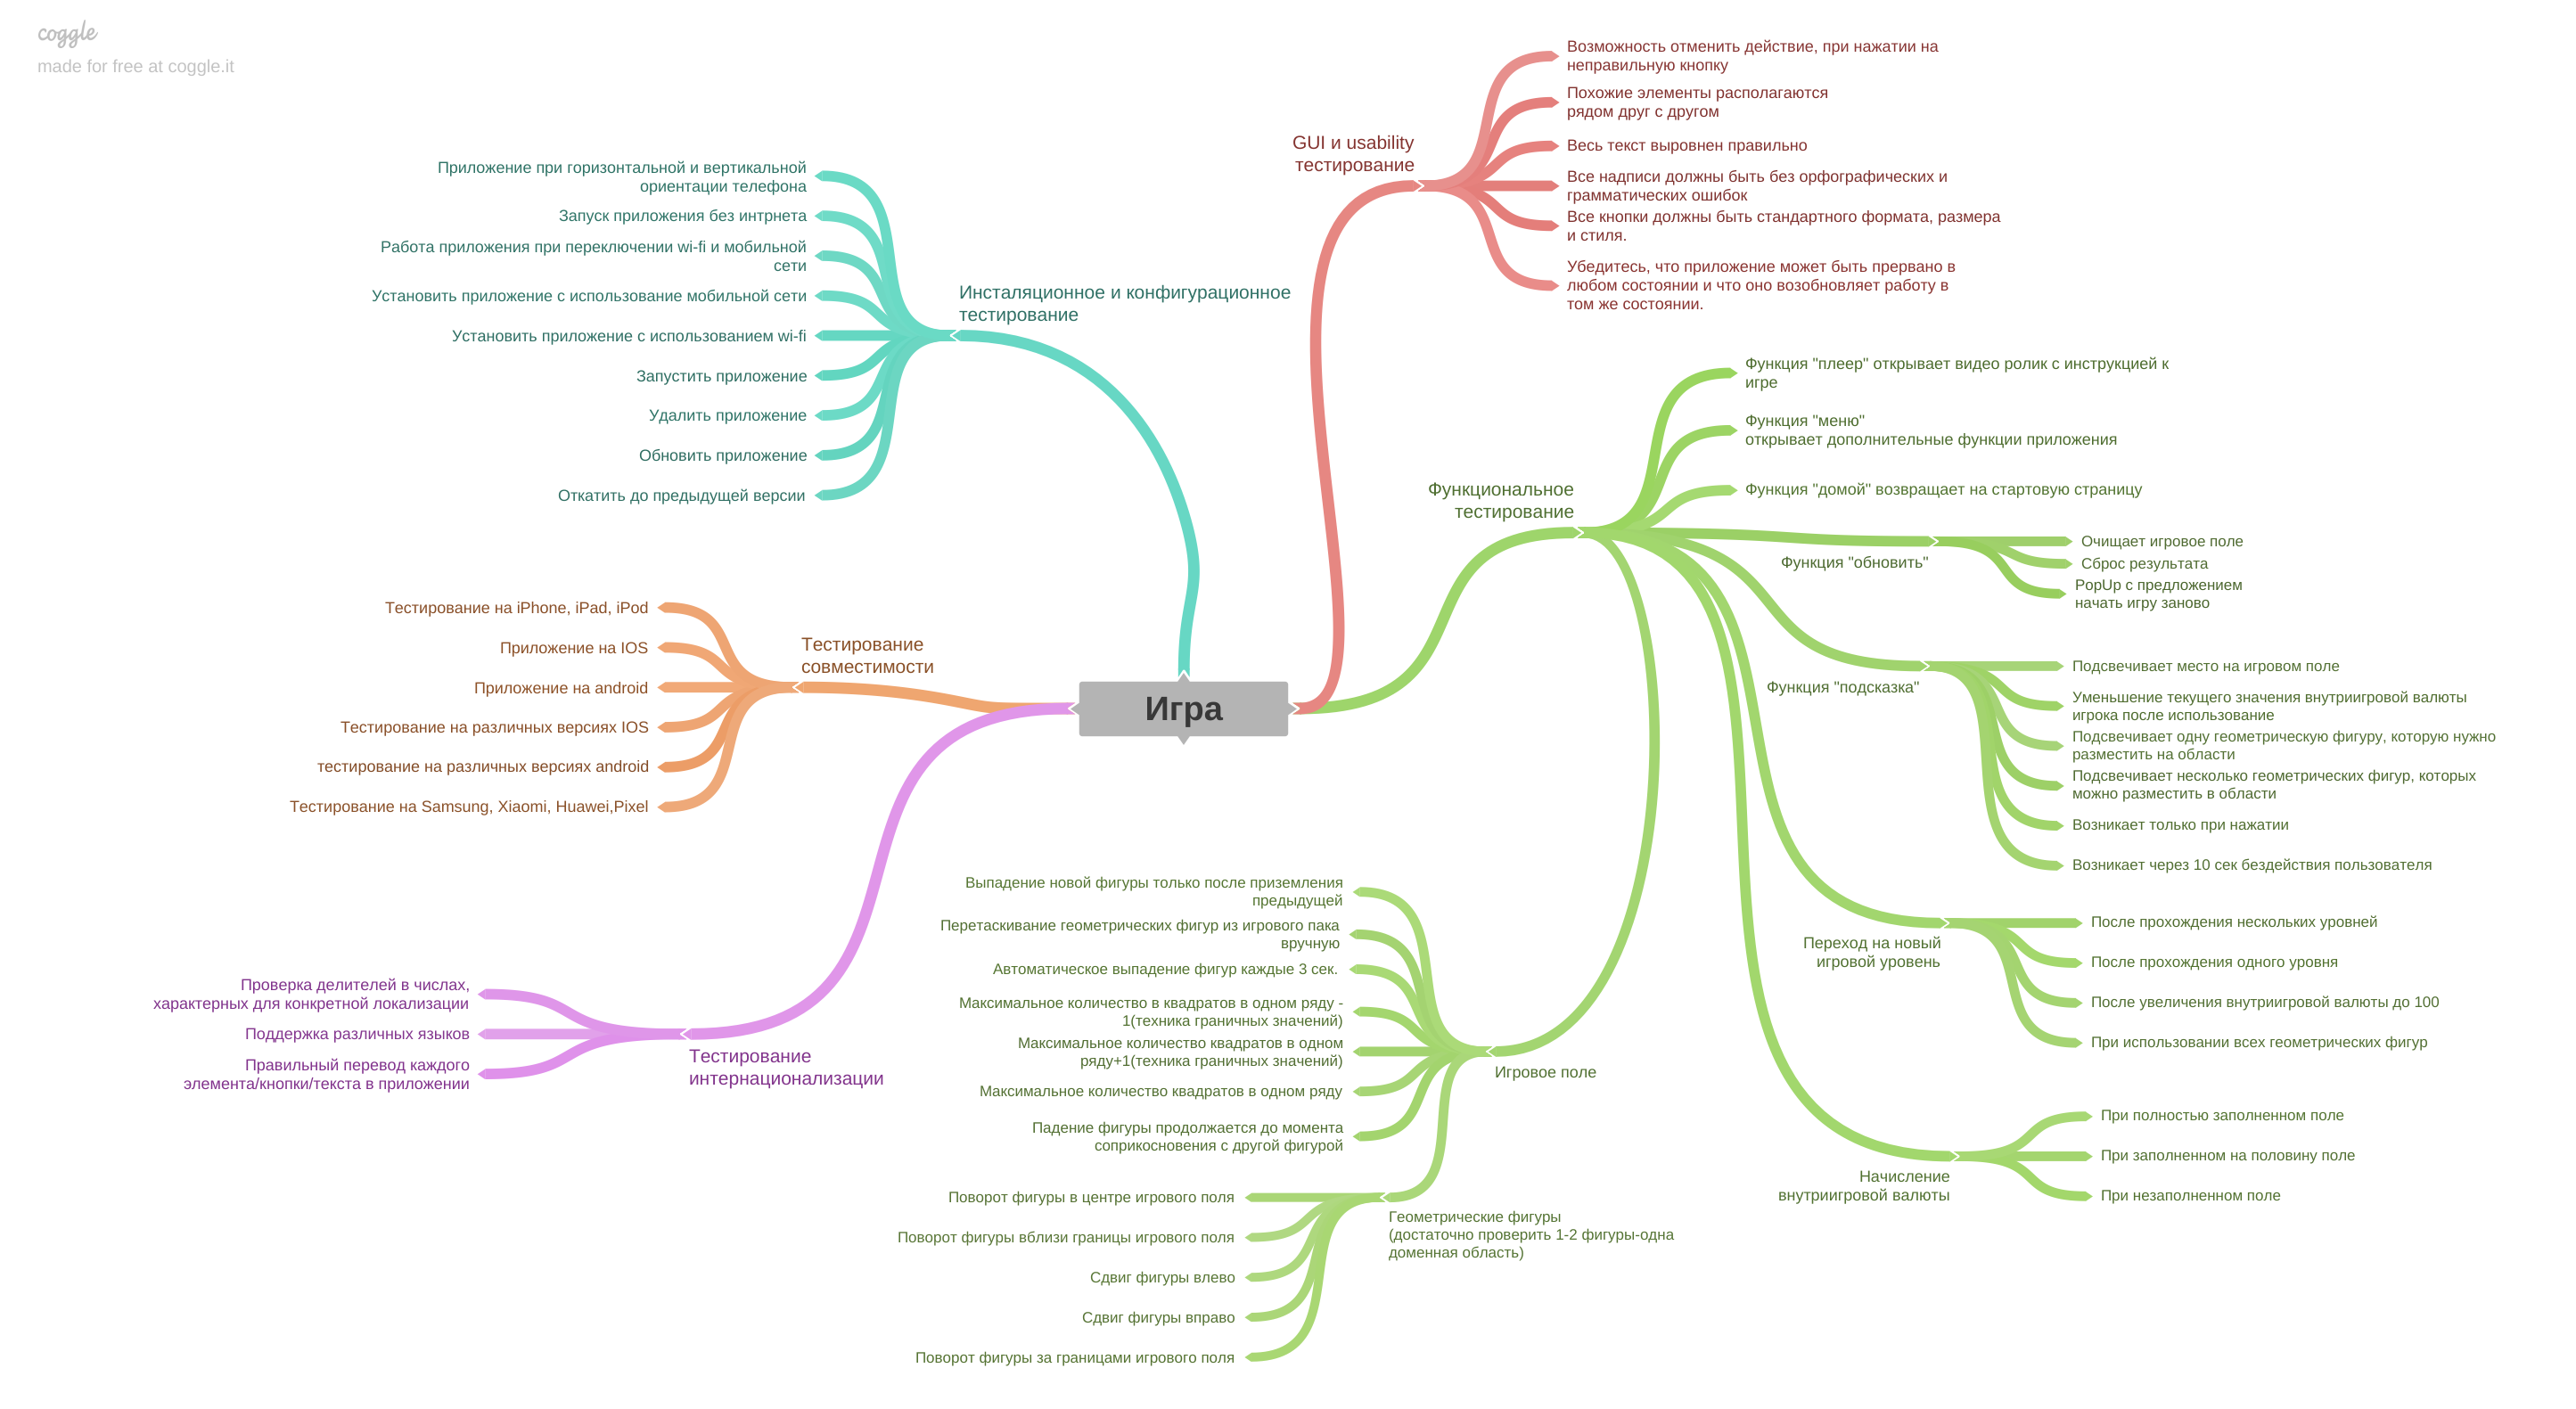 coggle
made for free at coggle.it
Игра
GUI и usability
тестирование
Возможность отменить действие, при нажатии на
неправильную кнопку
Похожие элементы располагаются
рядом друг с другом
Весь текст выровнен правильно
Все надписи должны быть без орфографических и
грамматических ошибок
Все кнопки должны быть стандартного формата, размера
и стиля.
Убедитесь, что приложение может быть прервано в
любом состоянии и что оно возобновляет работу в
том же состоянии.
Инсталяционное и конфигурационное
тестирование
Приложение при горизонтальной и вертикальной
ориентации телефона
Запуск приложения без интрнета
Работа приложения при переключении wi-fi и мобильной
сети
Установить приложение с использование мобильной сети
Установить приложение с использованием wi-fi
Запустить приложение
Удалить приложение
Обновить приложение
Откатить до предыдущей версии
Тестирование
совместимости
Тестирование на iPhone, iPad, iPod
Приложение на IOS
Приложение на android
Тестирование на различных версиях IOS
тестирование на различных версиях android
Тестирование на Samsung, Xiaomi, Huawei,Pixel
Тестирование
интернационализации
Проверка делителей в числах,
характерных для конкретной локализации
Поддержка различных языков
Правильный перевод каждого
элемента/кнопки/текста в приложении
Функциональное
тестирование
Функция "плеер" открывает видео ролик с инструкцией к
игре
Функция "меню"
открывает дополнительные функции приложения
Функция "домой" возвращает на стартовую страницу
Функция "обновить"
Очищает игровое поле
Сброс результата
PopUp с предложением
начать игру заново
Функция "подсказка"
Подсвечивает место на игровом поле
Уменьшение текущего значения внутриигровой валюты
игрока после использование
Подсвечивает одну геометрическую фигуру, которую нужно
разместить на области
Подсвечивает несколько геометрических фигур, которых
можно разместить в области
Возникает только при нажатии
Возникает через 10 сек бездействия пользователя
Переход на новый
игровой уровень
После прохождения нескольких уровней
После прохождения одного уровня
После увеличения внутриигровой валюты до 100
При использовании всех геометрических фигур
Начисление
внутриигровой валюты
При полностью заполненном поле
При заполненном на половину поле
При незаполненном поле
Игровое поле
Выпадение новой фигуры только после приземления
предыдущей
Перетаскивание геометрических фигур из игрового пака
вручную
Автоматическое выпадение фигур каждые 3 сек.
Максимальное количество в квадратов в одном ряду -
1(техника граничных значений)
Максимальное количество квадратов в одном
ряду+1(техника граничных значений)
Максимальное количество квадратов в одном ряду
Падение фигуры продолжается до момента
соприкосновения с другой фигурой
Геометрические фигуры
(достаточно проверить 1-2 фигуры-одна
доменная область)
Поворот фигуры в центре игрового поля
Поворот фигуры вблизи границы игрового поля
Сдвиг фигуры влево
Сдвиг фигуры вправо
Поворот фигуры за границами игрового поля